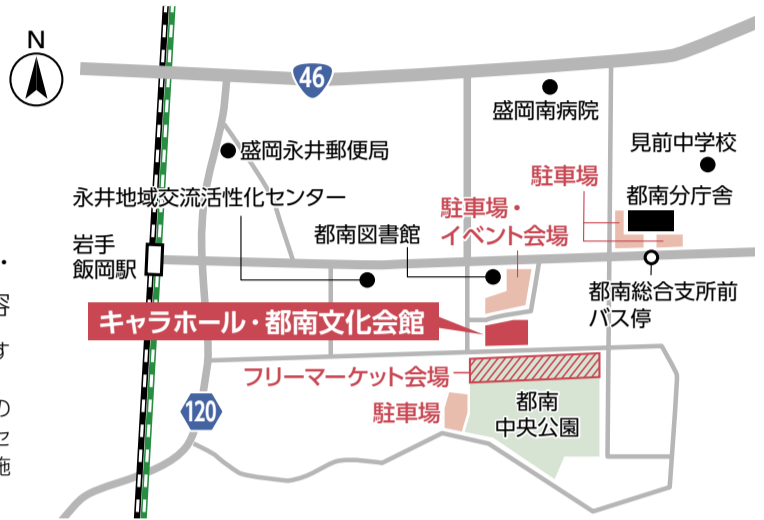 N
46
盛岡南病院
盛岡永井郵便局
見前中学校
駐車場
永井地域交流活性化センター
都南分庁舎
駐車場・
イベント会場
都南図書館
岩手
飯岡駅
都南総合支所前
バス停
キャラホール・都南文化会館
フリーマーケット会場
120
駐車場
都南
中央公園
・
容
す
の
セ
施